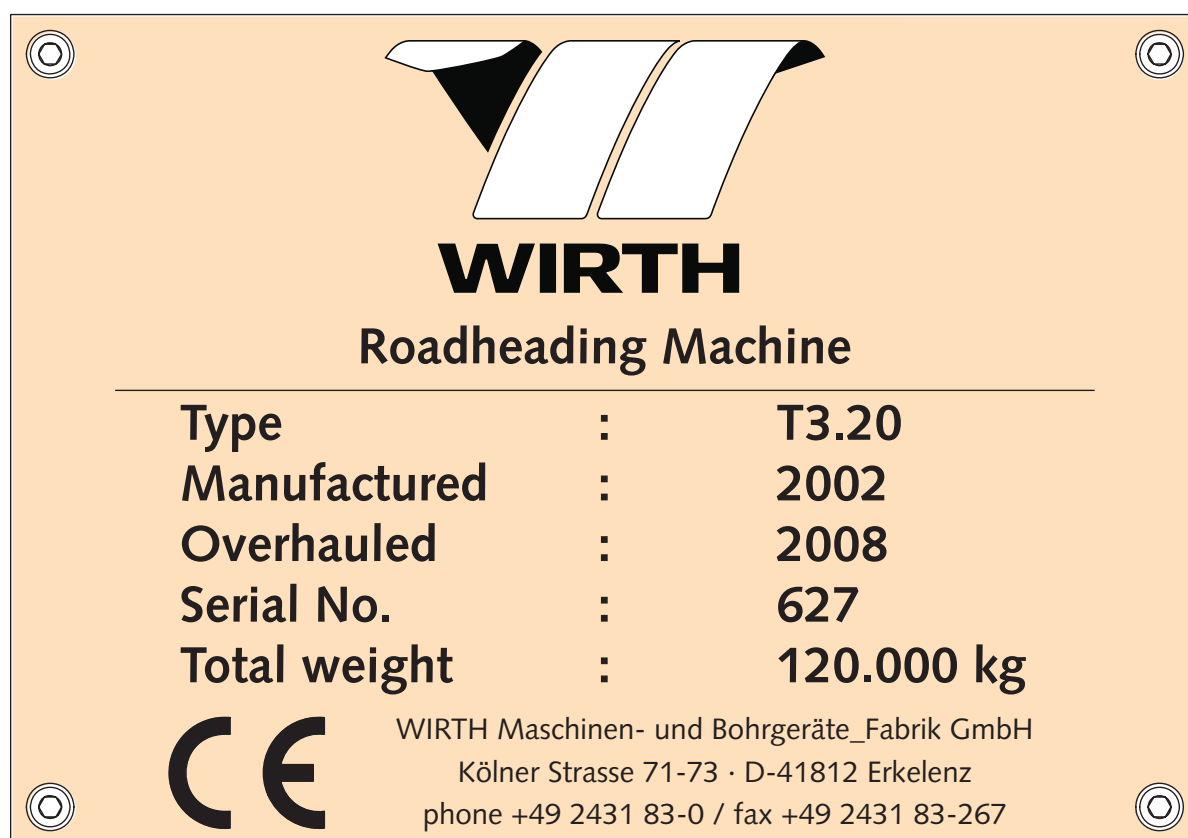 WIRTH
Roadheading Machine
Type : T3.20
Manufactured : 2002
Overhauled : 2008
Serial No. : 627
Total weight : 120.000 kg
CE
WIRTH Maschinen- und Bohrgeräte_Fabrik GmbH
Kölner Strasse 71-73 · D-41812 Erkelenz
phone +49 2431 83-0 / fax +49 2431 83-267